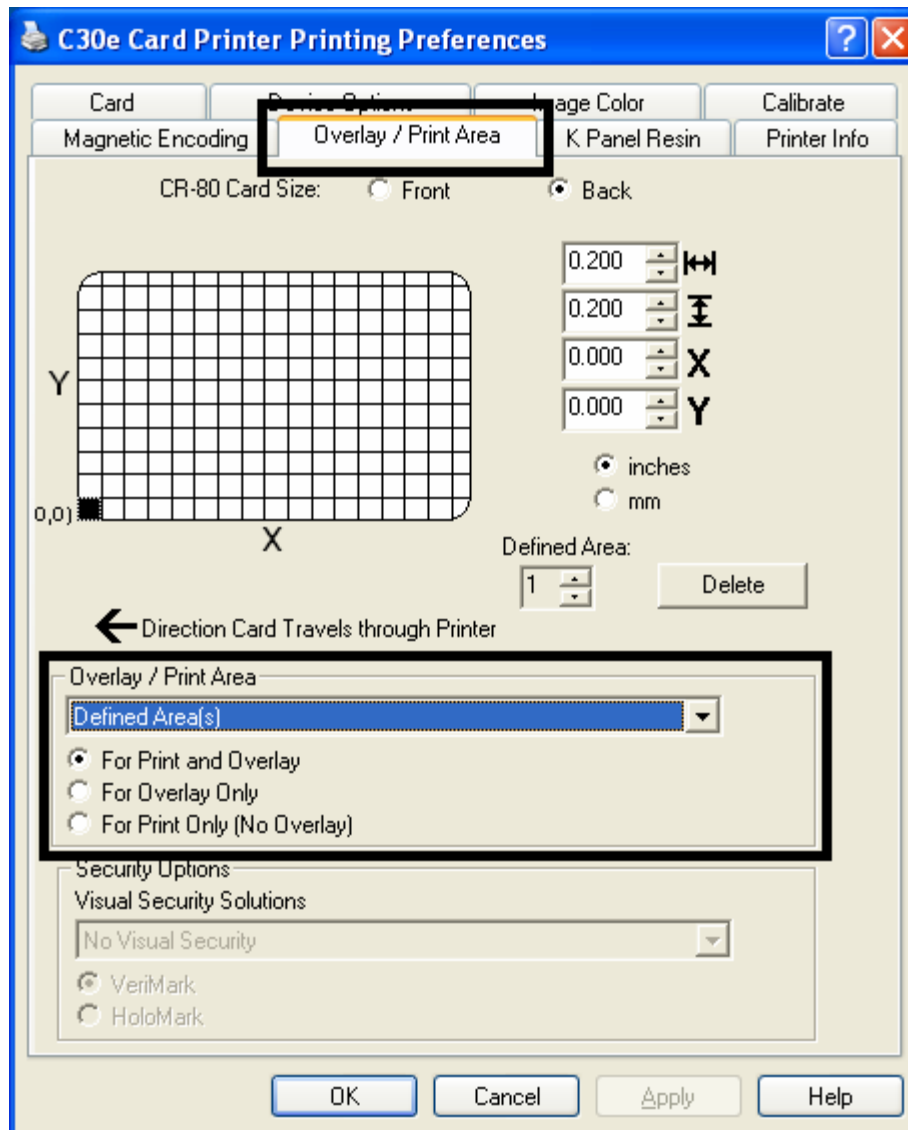 C30e Card Printer Printing Preferences
Card Device Options Image Color Calibrate
Magnetic Encoding Overlay / Print Area K Panel Resin Printer Info
CR-80 Card Size: Front Back
0.200
0.200
0.000 X
Y
0.000 Y
inches
0,0)
mm
X
Defined Area:
1 Delete
Direction Card Travels through Printer
Overlay / Print Area
Defined Area(s)
For Print and Overlay
For Overlay Only
For Print Only (No Overlay)
Security Options
Visual Security Solutions
No Visual Security
VeriMark
HoloMark
OK Cancel Apply Help